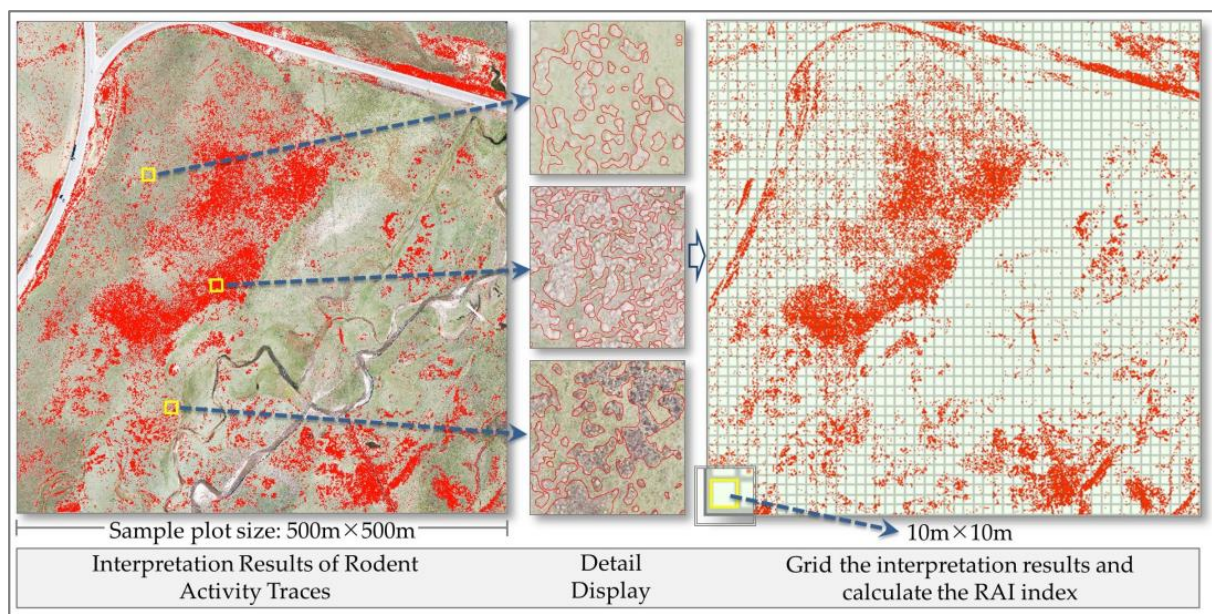 Sample plot size: 500m×500m
10m×10m
Interpretation Results of Rodent
Activity Traces
Detail
Display
Grid the interpretation results and
calculate the RAI index